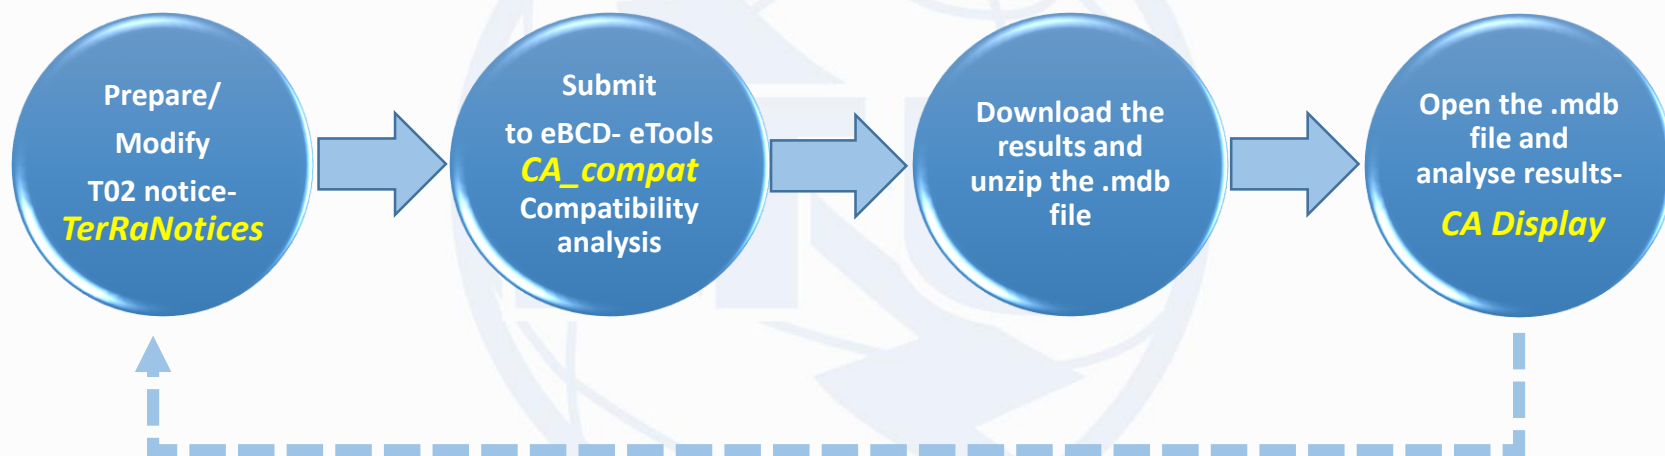 Prepare/
Modify
T02 notice-
TerRaNotices
Submit
to eBCD- eTools
CA_compat
Compatibility
analysis
Download the
results and
unzip the .mdb
file
Open the .mdb
file and
analyse results-
CA Display